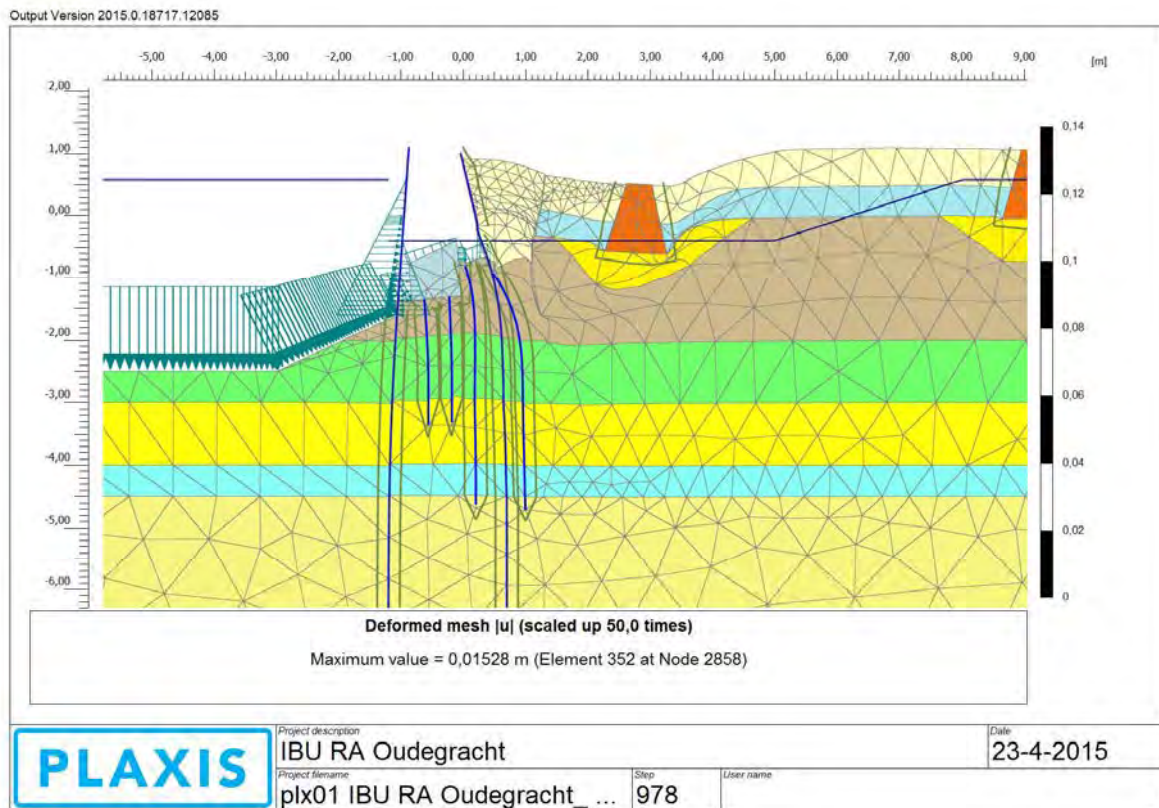 Output Version 2015.0.18717.12085
-5,00 -4,00 -3,00 -2,00 -1,00 0,00 1,00 2,00 3,00 4,00 5,00 6,00 7,00 8,00 9,00
[m]
2,00
1,00
0,00
-1,00
-2,00
-3,00
-4,00
-5,00
-6,00
0,14
0,12
0,1
0,08
0,06
0,04
0,02
0
Deformed mesh |u| (scaled up 50,0 times)
Maximum value = 0,01528 m (Element 352 at Node 2858)
PLAXIS
Project description
IBU RA Oudegracht
Date
23-4-2015
Project filename
plx01 IBU RA Oudegracht_ ...
Step
978
User name